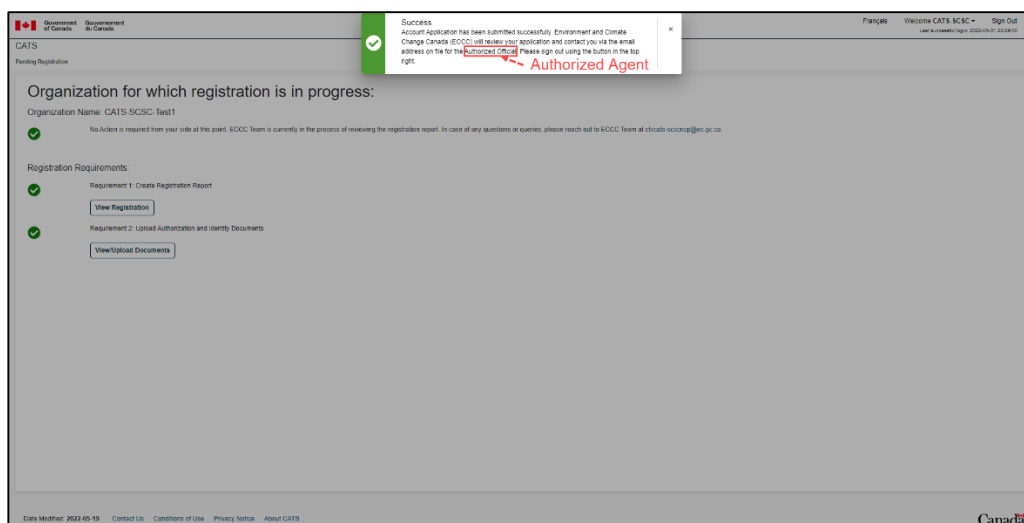 Government
of Canada
Gouvernement
du Canada
Français
Welcome CATS-SCSC
Sign Out
Last successful login: 2022-05-31
CATS
Pending Registration
Success
Account Application has been submitted successfully. Environment and Climate
Change Canada (ECCC) will review your application and contact you via the email
address on file for the Authorized Official. Please sign out using the button in the top
right.
×
Authorized Agent
Organization for which registration is in progress:
Organization Name: CATS-SCSC-Test1
No Action is required from your side at this point. ECCC Team is currently in the process of reviewing the registration report. In case of any questions or queries, please reach out to ECCC Team at
Registration Requirements:
Requirement 1: Create Registration Report
View Registration
Requirement 2: Upload Authorization and Identity Documents
View/Upload Documents
Date Modified: 2022-05-19
Contact Us
Conditions of Use
Privacy Notice
About CATS
Canada